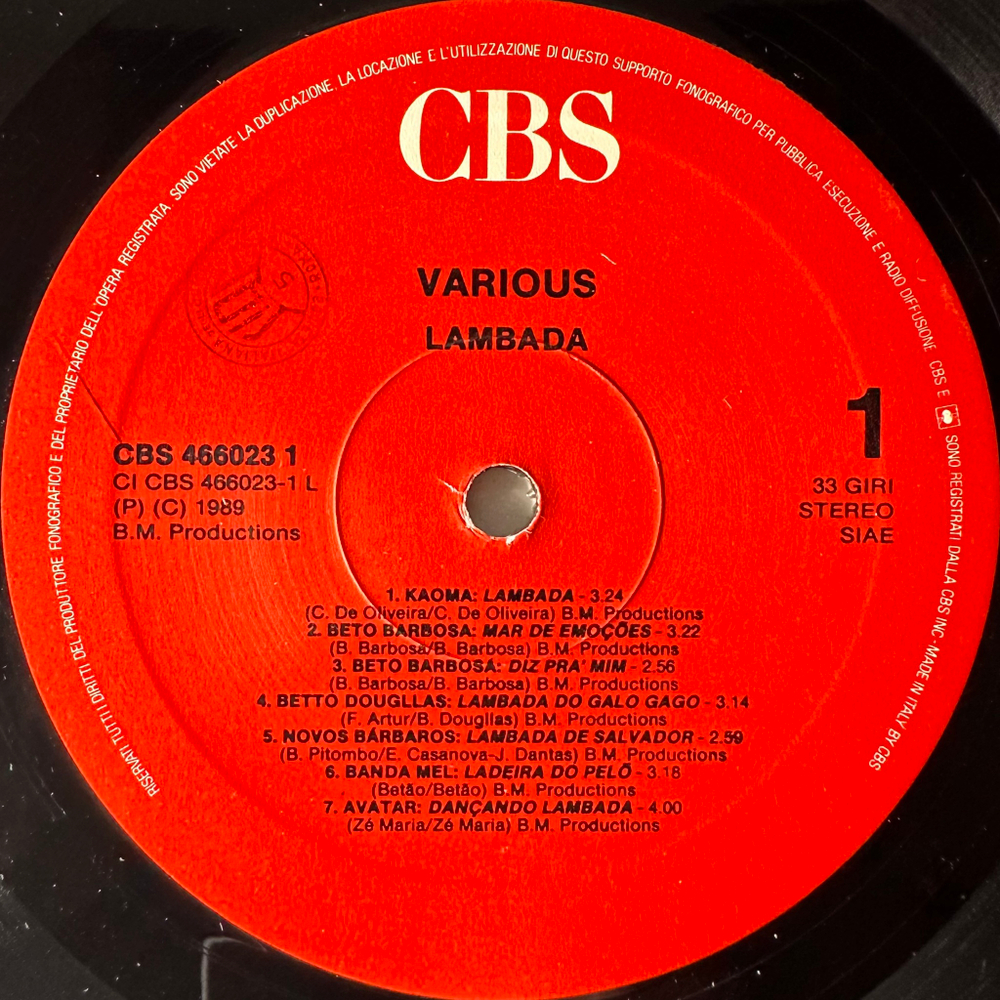 RISERVATI TUTTI I DIRITTI DEL PRODUTTORE FONOGRAFICO E DEL PROPRIETARIO DELL'OPERA REGISTRATA. SONO VIETATE LA DUPLICAZIONE. LA LOCAZIONE E L'UTILIZZAZIONE DI QUESTO SUPPORTO FONOGRAFICO PER PUBBLICA ESECUZIONE E RADIO DIFFUSIONE. CBS E SONO REGISTRATI DALLA CBS INC - MADE IN ITALY BY CBS
CBS
VARIOUS
LAMBADA
1
CBS 466023 1
CI CBS 466023-1 L
(P) (C) 1989
B.M. Productions
33 GIRI
STEREO
SIAE
1. KAOMA: LAMBADA - 3.24
(C. De Oliveira/C. De Oliveira) B.M. Productions
2. BETO BARBOSA: MAR DE EMOÇÕES - 3.22
(B. Barbosa/B. Barbosa) B.M. Productions
3. BETO BARBOSA: DIZ PRA' MIM - 2.56
(B. Barbosa/B. Barbosa) B.M. Productions
4. BETTO DOUGLLAS: LAMBADA DO GALO GAGO - 3.14
(F. Artur/B. Dougllas) B.M. Productions
5. NOVOS BÁRBAROS: LAMBADA DE SALVADOR - 2.59
(B. Pitombo/E. Casanova-J. Dantas) B.M. Productions
6. BANDA MEL: LADEIRA DO PELÔ - 3.18
(Betão/Betão) B.M. Productions
7. AVATAR: DANÇANDO LAMBADA - 4.00
(Zé Maria/Zé Maria) B.M. Productions